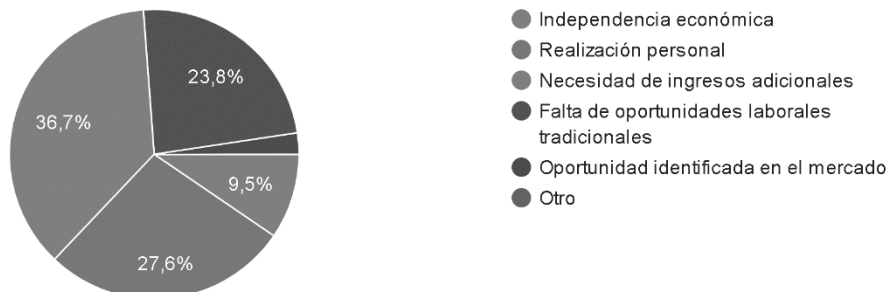 23,8%
36,7%
9,5%
27,6%
Independencia económica
Realización personal
Necesidad de ingresos adicionales
Falta de oportunidades laborales
tradicionales
Oportunidad identificada en el mercado
Otro